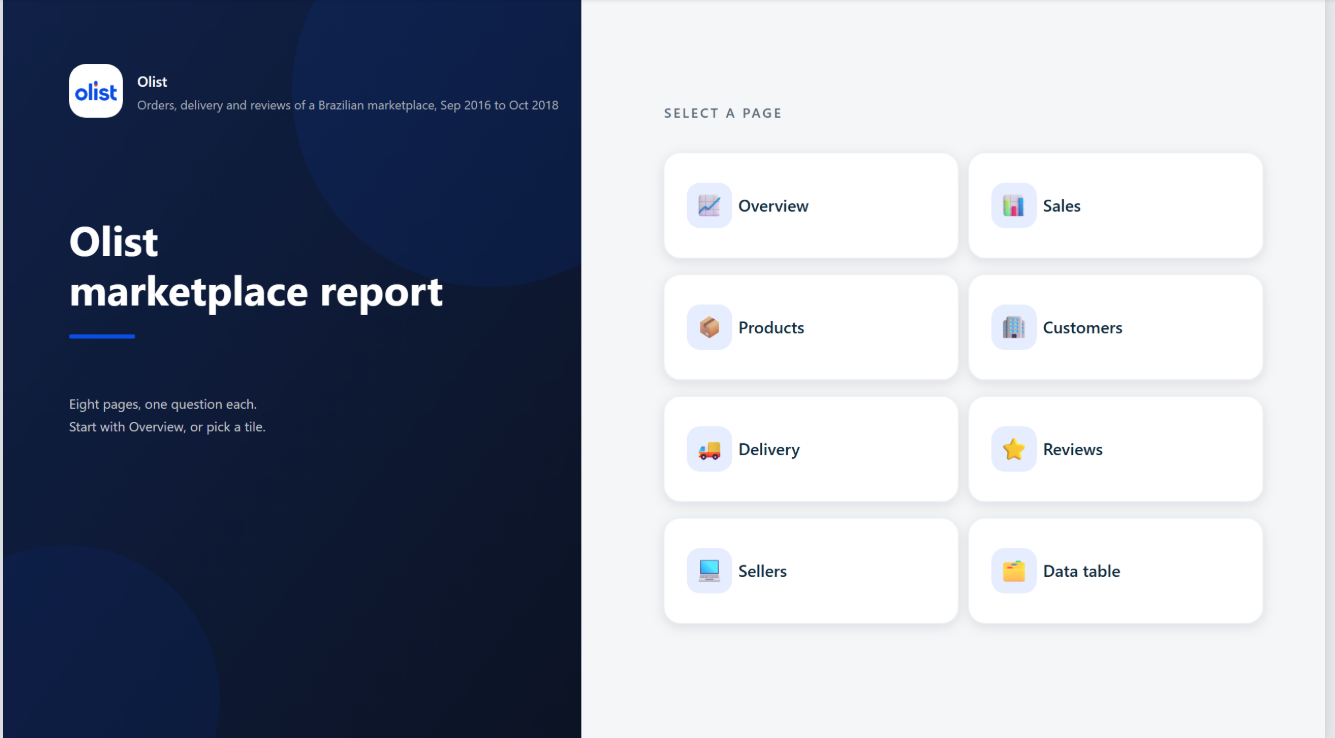 olist
Olist
Orders, delivery and reviews of a Brazilian marketplace, Sep 2016 to Oct 2018
Olist
marketplace report
Eight pages, one question each.
Start with Overview, or pick a tile.
SELECT A PAGE
Overview
Sales
Products
Customers
Delivery
Reviews
Sellers
Data table